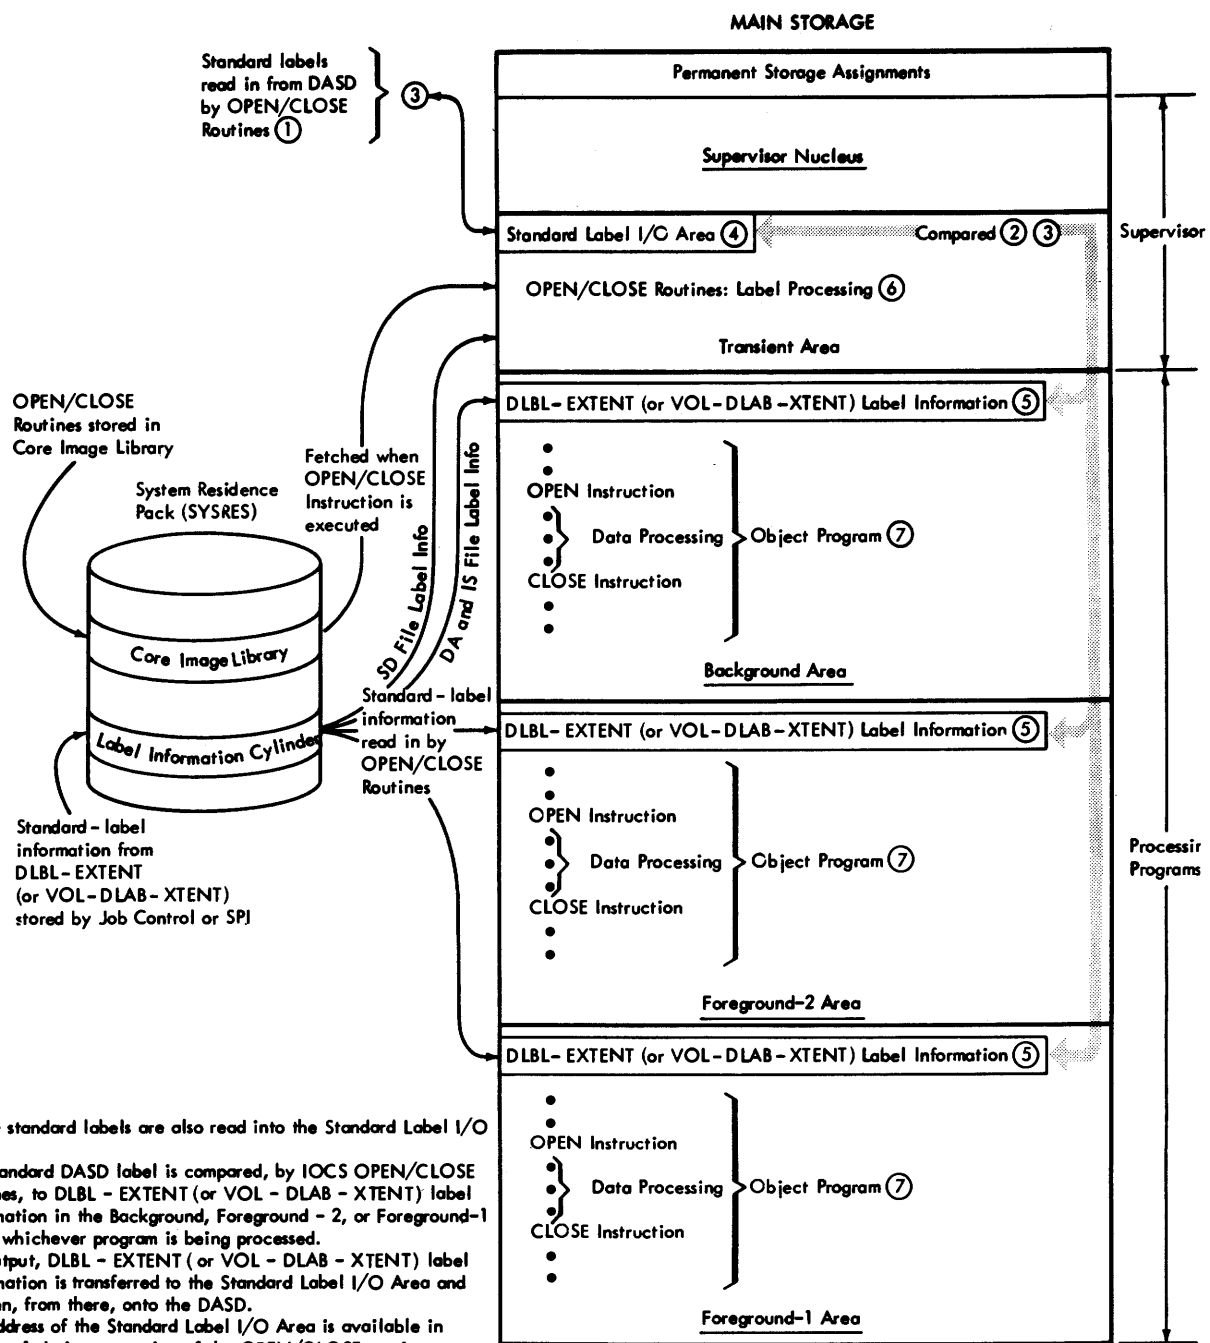 MAIN STORAGE
Standard labels
read in from DASD
by OPEN/CLOSE
Routines ①
③
Permanent Storage Assignments
Supervisor Nucleus
Standard Label I/O Area ④
Compared ② ③
Supervisor
OPEN/CLOSE Routines: Label Processing ⑥
Transient Area
OPEN/CLOSE
Routines stored in
Core Image Library
System Residence
Pack (SYSRES)
Core Image Library
Label Information Cylinder
Standard - label
information from
DLBL - EXTENT
(or VOL - DLAB - XTENT)
stored by Job Control or SPI
Fetched when
OPEN/CLOSE
Instruction is
executed
SD File Label Info
DA and IS File Label Info
Standard - label
information
read in by
OPEN/CLOSE
Routines
DLBL - EXTENT (or VOL - DLAB - XTENT) Label Information ⑤
OPEN Instruction
Data Processing
Object Program ⑦
CLOSE Instruction
Background Area
DLBL - EXTENT (or VOL - DLAB - XTENT) Label Information ⑤
OPEN Instruction
Data Processing
Object Program ⑦
CLOSE Instruction
Foreground-2 Area
Processin
Programs
DLBL - EXTENT (or VOL - DLAB - XTENT) Label Information ⑤
OPEN Instruction
Data Processing
Object Program ⑦
CLOSE Instruction
Foreground-1 Area
standard labels are also read into the Standard Label I/O
andard DASD label is compared, by IOCS OPEN/CLOSE
nes, to DLBL - EXTENT (or VOL - DLAB - XTENT) label
mation in the Background, Foreground - 2, or Foreground-1
whichever program is being processed.
utput, DLBL - EXTENT ( or VOL - DLAB - XTENT) label
mation is transferred to the Standard Label I/O Area and
en, from there, onto the DASD.
ddress of the Standard Label I/O Area is available in